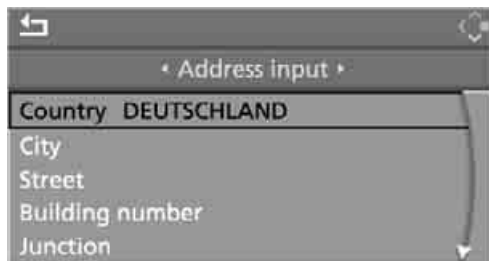 Address input
Country DEUTSCHLAND
City
Street
Building number
Junction